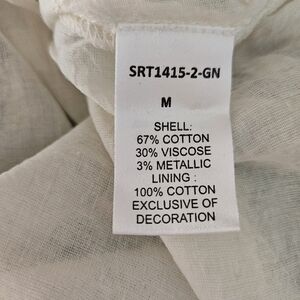 SRT1415-2-GN
M
SHELL:
67% COTTON
30% VISCOSE
3% METALLIC
LINING :
100% COTTON
EXCLUSIVE OF
DECORATION